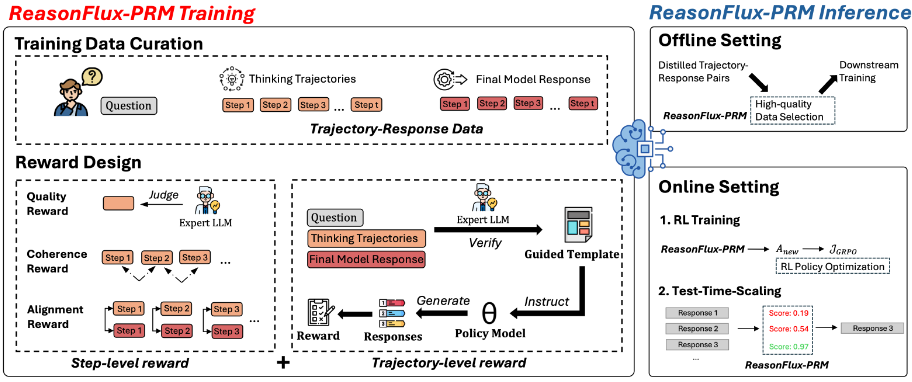 ReasonFlux-PRM Training
Training Data Curation
?
Question
Thinking Trajectories
Step 1 Step 2 Step 3 ... Step t
Final Model Response
Step 1 Step 2 Step 3 ... Step t
Trajectory-Response Data
Reward Design
Quality
Reward
Judge
Expert LLM
Coherence
Reward
Step 1 Step 2 Step 3 ...
Alignment
Reward
Step 1 Step 2 Step 3
Step 1 Step 2 Step 3 ...
Step-level reward
+
Question
Thinking Trajectories
Final Model Response
Expert LLM
Verify
Guided Template
Instruct
θ
Policy Model
Generate
1
2
3
Responses
Reward
Trajectory-level reward
ReasonFlux-PRM Inference
Offline Setting
Distilled Trajectory-
Response Pairs
Downstream
Training
ReasonFlux-PRM
High-quality
Data Selection
Online Setting
1. RL Training
ReasonFlux-PRM
A_new
J_GRPO
RL Policy Optimization
2. Test-Time-Scaling
Response 1
Response 2
Response 3
...
Score: 0.19
Score: 0.54
Score: 0.97
Response 3
ReasonFlux-PRM